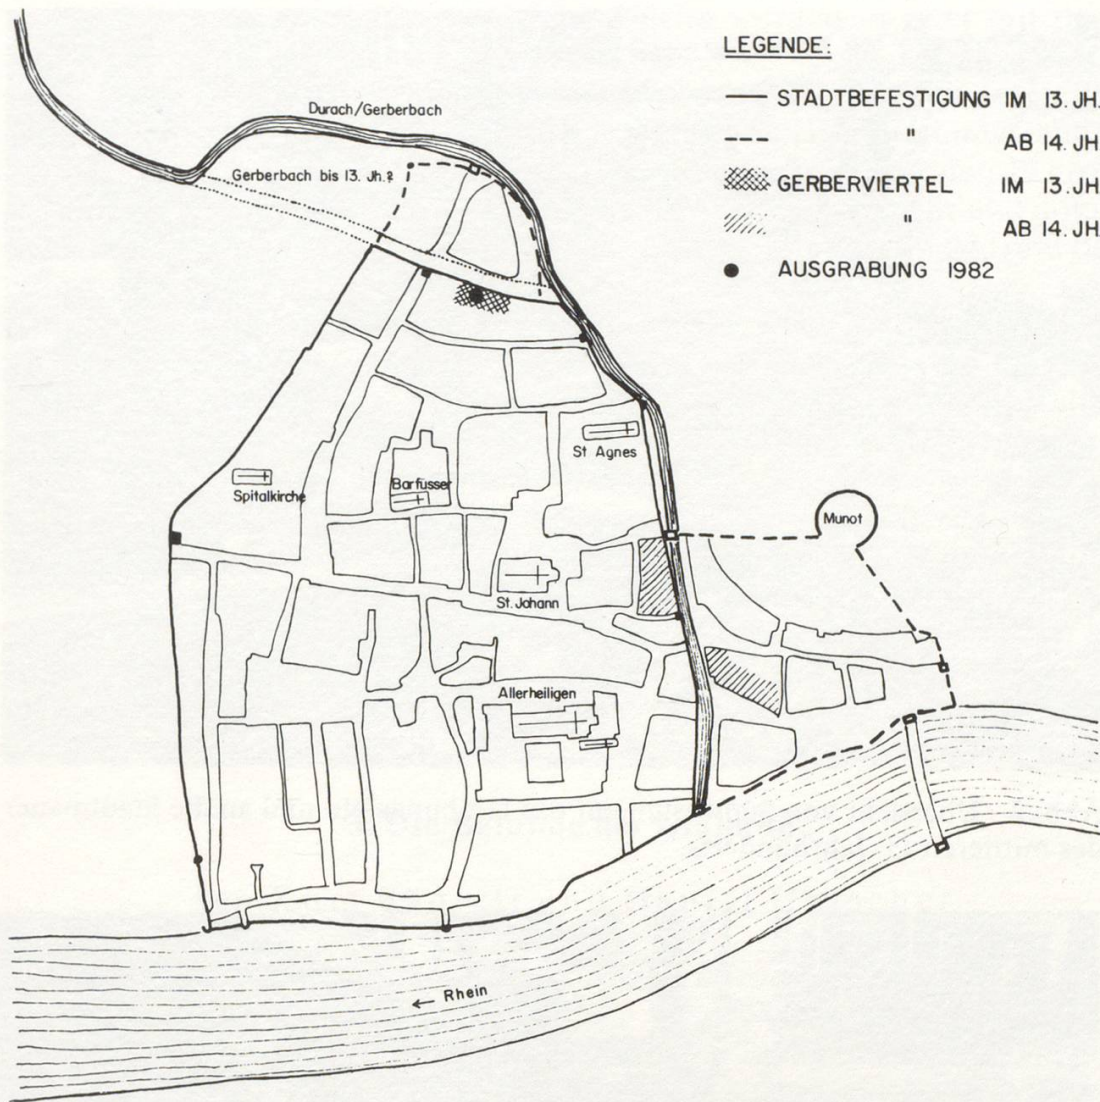 LEGENDE:
STADTBEFESTIGUNG IM 13. JH.
" AB 14. JH
GERBERVIERTEL IM 13. JH
" AB 14. JH
AUSGRABUNG 1982
Durach/Gerberbach
Gerberbach bis 13. Jh.?
St Agnes
Spitalkirche
Barfüsser
Munot
St. Johann
Allerheiligen
← Rhein